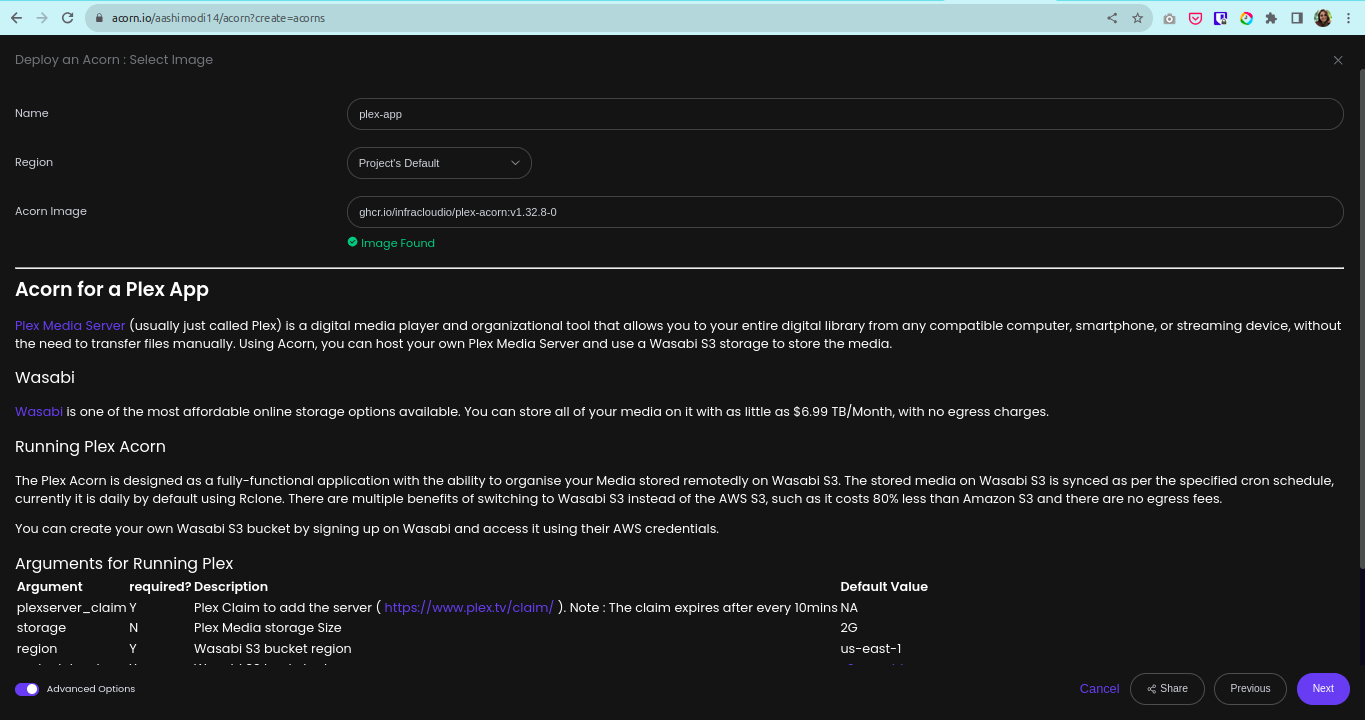 acorn.io/aashimodi14/acorn?create=acorns
Deploy an Acorn : Select Image
Name
plex-app
Region
Project's Default
Acorn Image
ghcr.io/infracloudio/plex-acorn:v1.32.8-0
Image Found
Acorn for a Plex App
Plex Media Server (usually just called Plex) is a digital media player and organizational tool that allows you to your entire digital library from any compatible computer, smartphone, or streaming device, without
the need to transfer files manually. Using Acorn, you can host your own Plex Media Server and use a Wasabi S3 storage to store the media.
Wasabi
Wasabi is one of the most affordable online storage options available. You can store all of your media on it with as little as $6.99 TB/Month, with no egress charges.
Running Plex Acorn
The Plex Acorn is designed as a fully-functional application with the ability to organise your Media stored remotedly on Wasabi S3. The stored media on Wasabi S3 is synced as per the specified cron schedule,
currently it is daily by default using Rclone. There are multiple benefits of switching to Wasabi S3 instead of the AWS S3, such as it costs 80% less than Amazon S3 and there are no egress fees.
You can create your own Wasabi S3 bucket by signing up on Wasabi and access it using their AWS credentials.
Arguments for Running Plex
Argument required? Description Default Value
plexserver_claim Y Plex Claim to add the server ( https://www.plex.tv/claim/ ). Note : The claim expires after every 10mins NA
storage N Plex Media storage Size 2G
region Y Wasabi S3 bucket region us-east-1
Advanced Options
Cancel
Share
Previous
Next